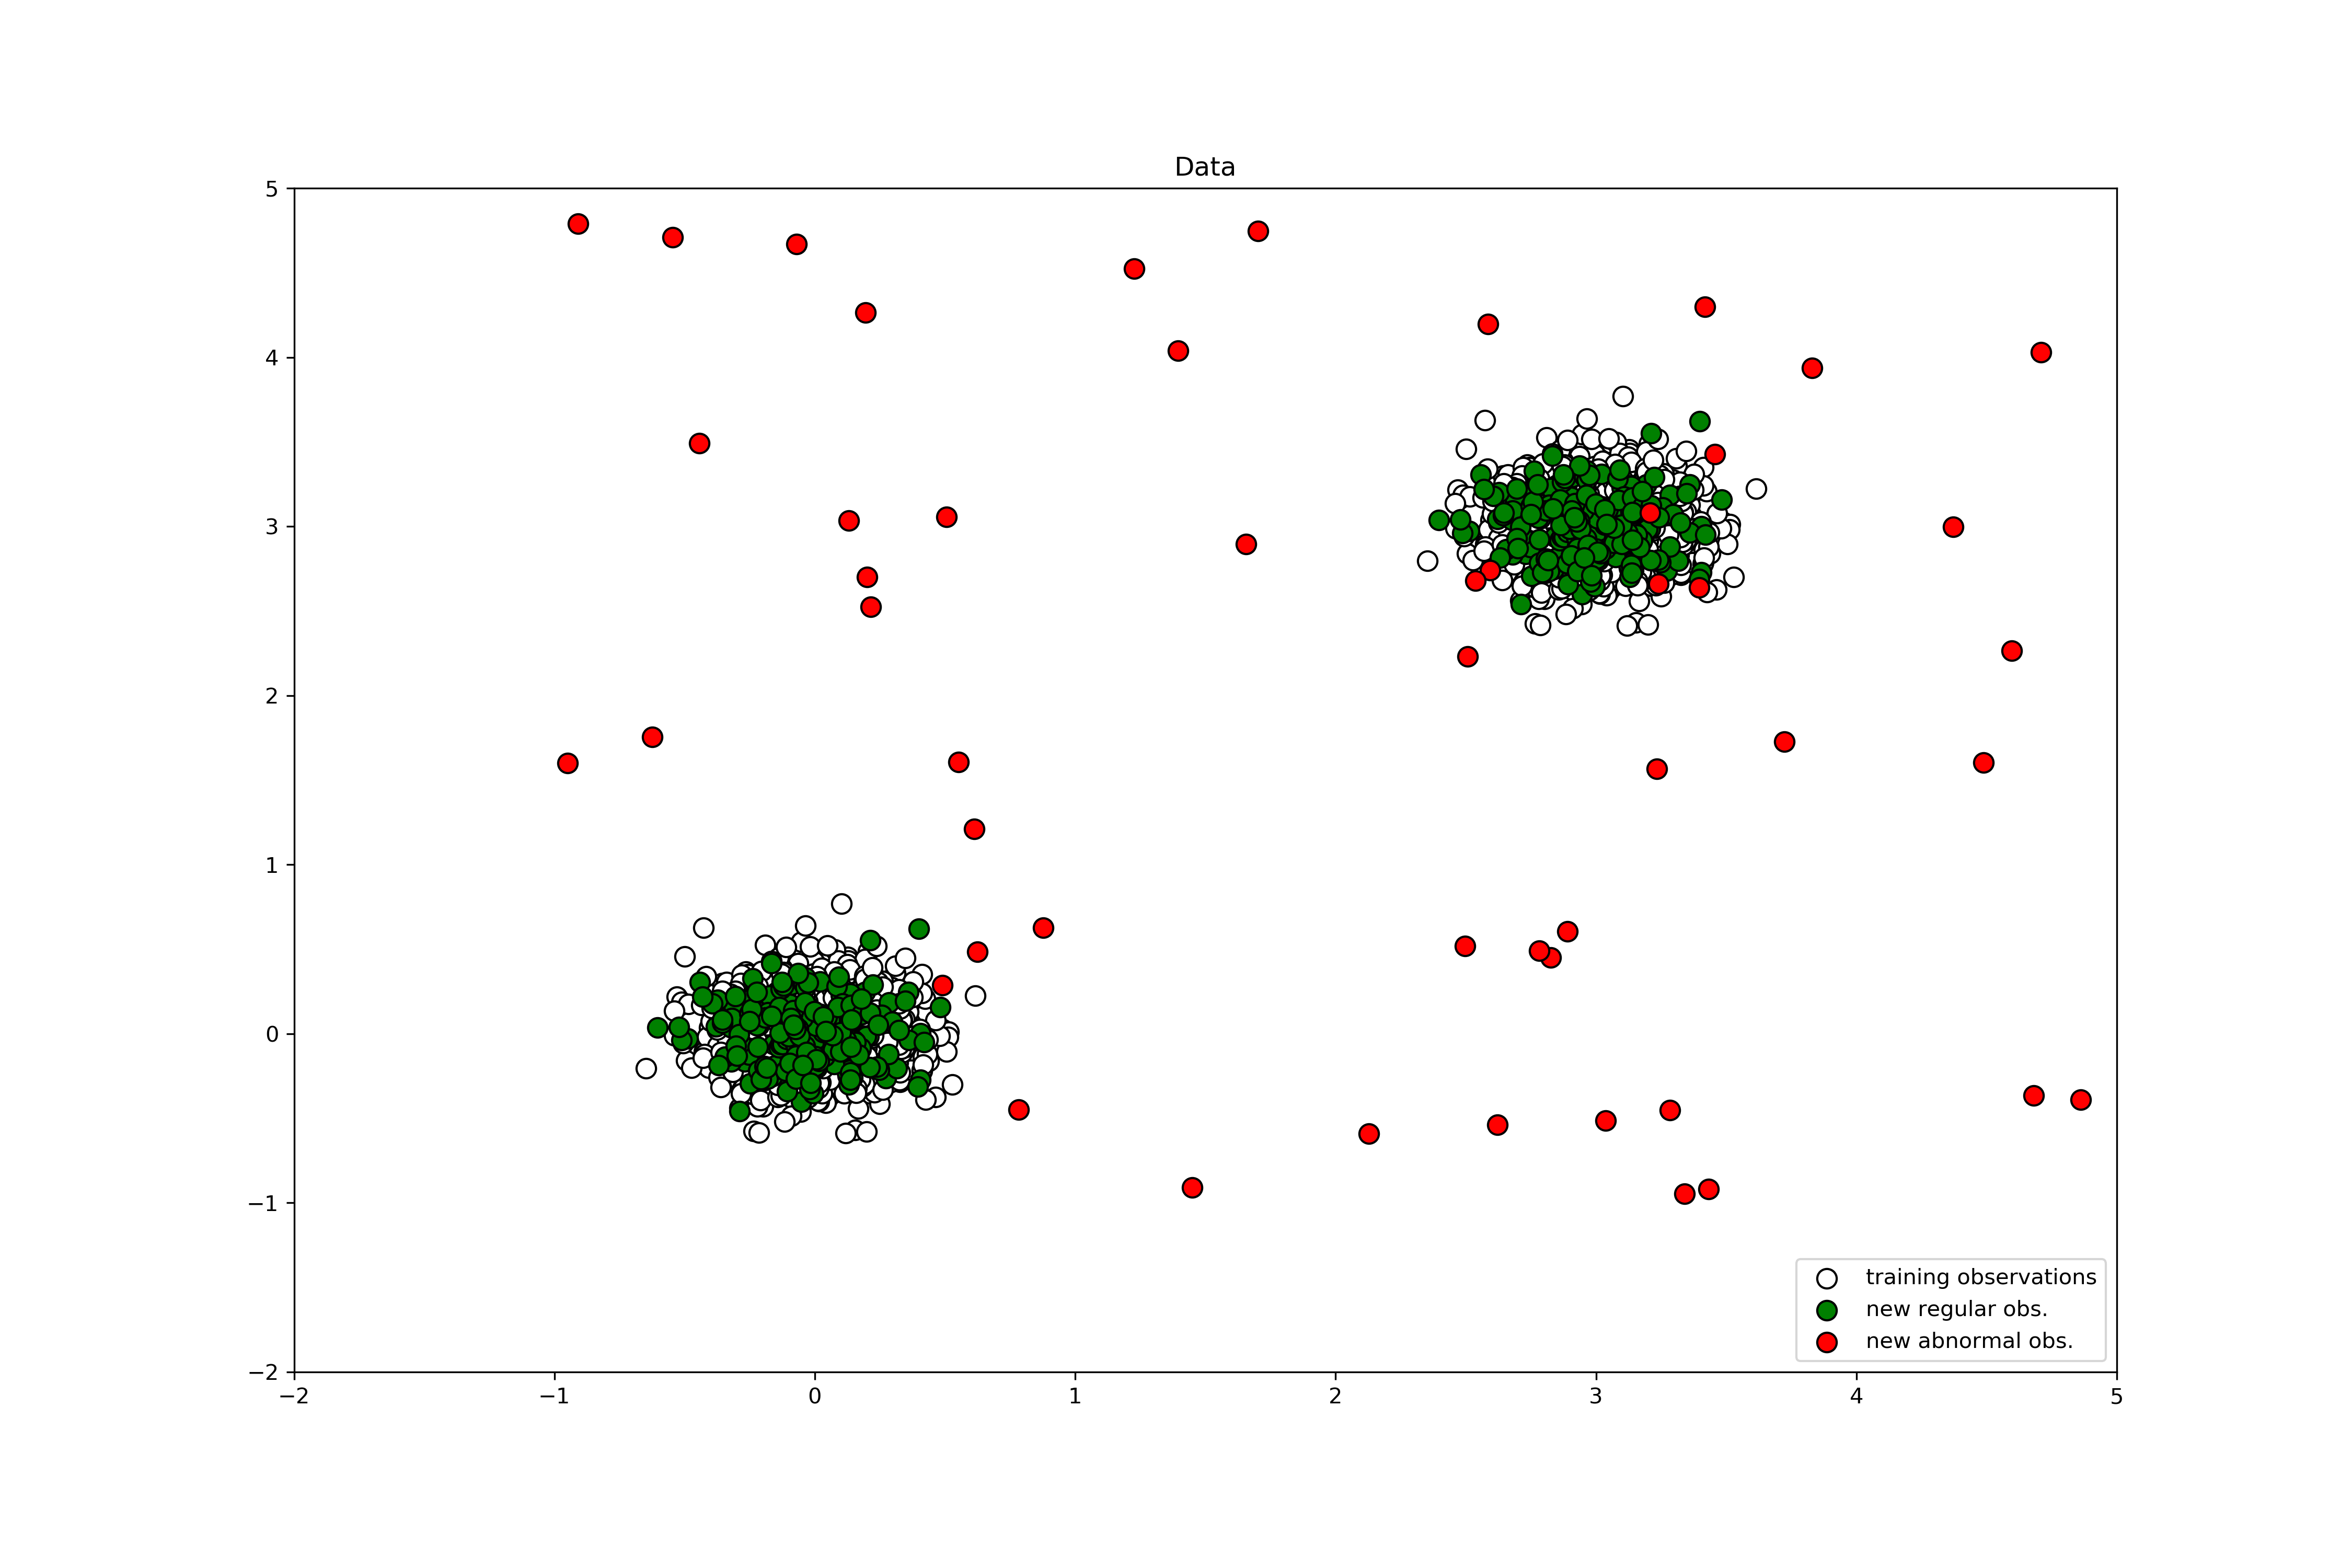 Data
5
4
3
2
1
0
−1
−2
−2 −1 0 1 2 3 4 5
training observations
new regular obs.
new abnormal obs.